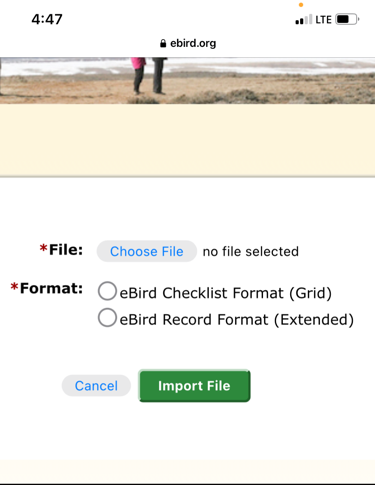 4:47
LTE
ebird.org
*File: Choose File no file selected
*Format: eBird Checklist Format (Grid)
eBird Record Format (Extended)
Cancel Import File